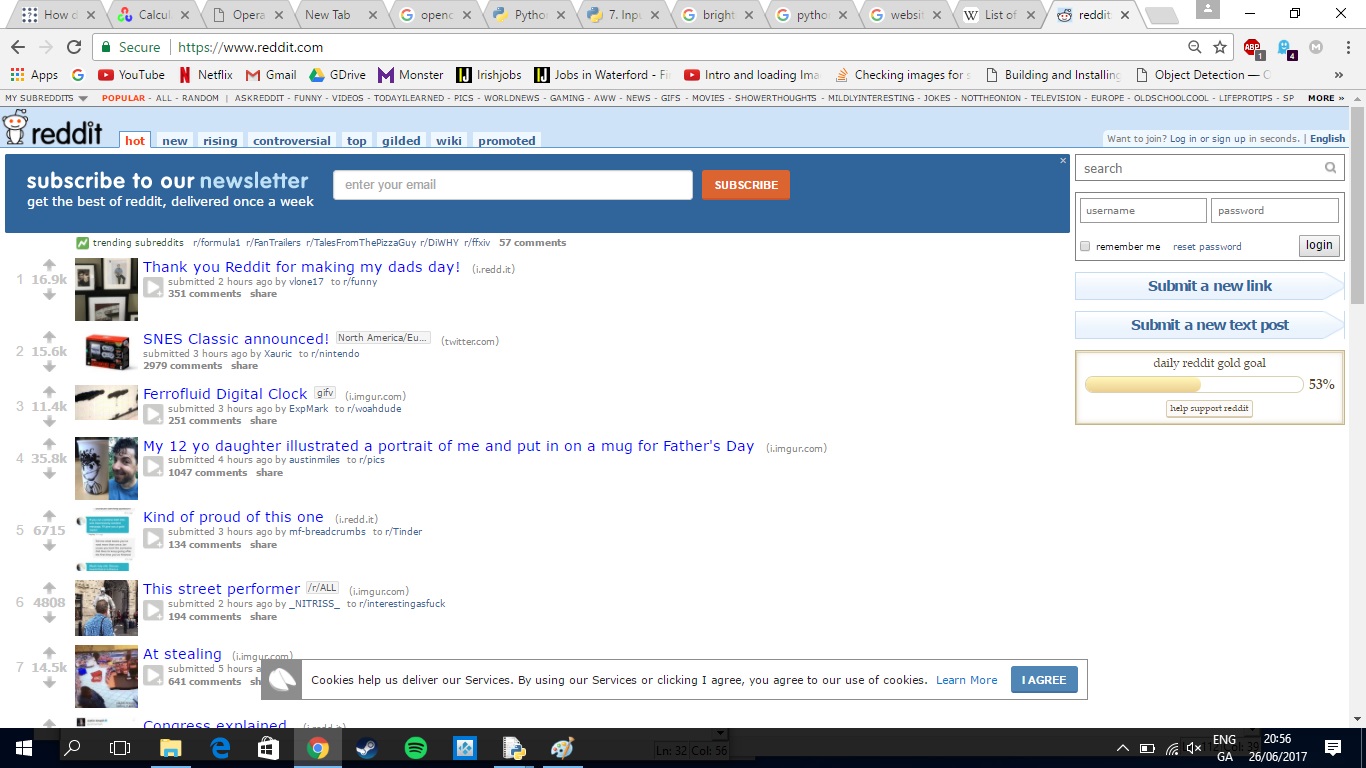 How d
Calcul
Opera
New Tab
openc
Pytho
7. Inpu
bright
pytho
websit
List of
reddit
Secure
https://www.reddit.com
ABP 1 4
Apps YouTube Netflix Gmail GDrive Monster Irishjobs Jobs in Waterford - Fi Intro and loading Ima Checking images for s Building and Installing Object Detection — »
MY SUBREDDITS POPULAR - ALL - RANDOM | ASKREDDIT - FUNNY - VIDEOS - TODAYILEARNED - PICS - WORLDNEWS - GAMING - AWW - NEWS - GIFS - MOVIES - SHOWERTHOUGHTS - MILDLYINTERESTING - JOKES - NOTTHEONION - TELEVISION - EUROPE - OLDSCHOOLCOOL - LIFEPROTIPS - SP MORE »
reddit hot new rising controversial top gilded wiki promoted
Want to join? Log in or sign up in seconds. | English
subscribe to our newsletter
get the best of reddit, delivered once a week
enter your email
SUBSCRIBE
search
username password
remember me reset password login
Submit a new link
Submit a new text post
daily reddit gold goal
53%
help support reddit
trending subreddits r/formula1 r/FanTrailers r/TalesFromThePizzaGuy r/DiWHY r/ffxiv 57 comments
1 16.9k
Thank you Reddit for making my dads day! (i.redd.it)
submitted 2 hours ago by vlone17 to r/funny
351 comments share
2 15.6k
SNES Classic announced! North America/Eu... (twitter.com)
submitted 3 hours ago by Xauric to r/nintendo
2979 comments share
3 11.4k
Ferrofluid Digital Clock gifv (i.imgur.com)
submitted 3 hours ago by ExpMark to r/woahdude
251 comments share
4 35.8k
My 12 yo daughter illustrated a portrait of me and put in on a mug for Father's Day (i.imgur.com)
submitted 4 hours ago by austinmiles to r/pics
1047 comments share
5 6715
Kind of proud of this one (i.redd.it)
submitted 3 hours ago by mf-breadcrumbs to r/Tinder
134 comments share
6 4808
This street performer /r/ALL (i.imgur.com)
submitted 2 hours ago by _NITRISS_ to r/interestingasfuck
194 comments share
7 14.5k
At stealing (i.imgur.com)
submitted 5 hours a
641 comments sh
Cookies help us deliver our Services. By using our Services or clicking I agree, you agree to our use of cookies. Learn More I AGREE
Congress explained (i.redd.it)
Ln: 32 Col: 56
ENG
GA
20:56
26/06/2017